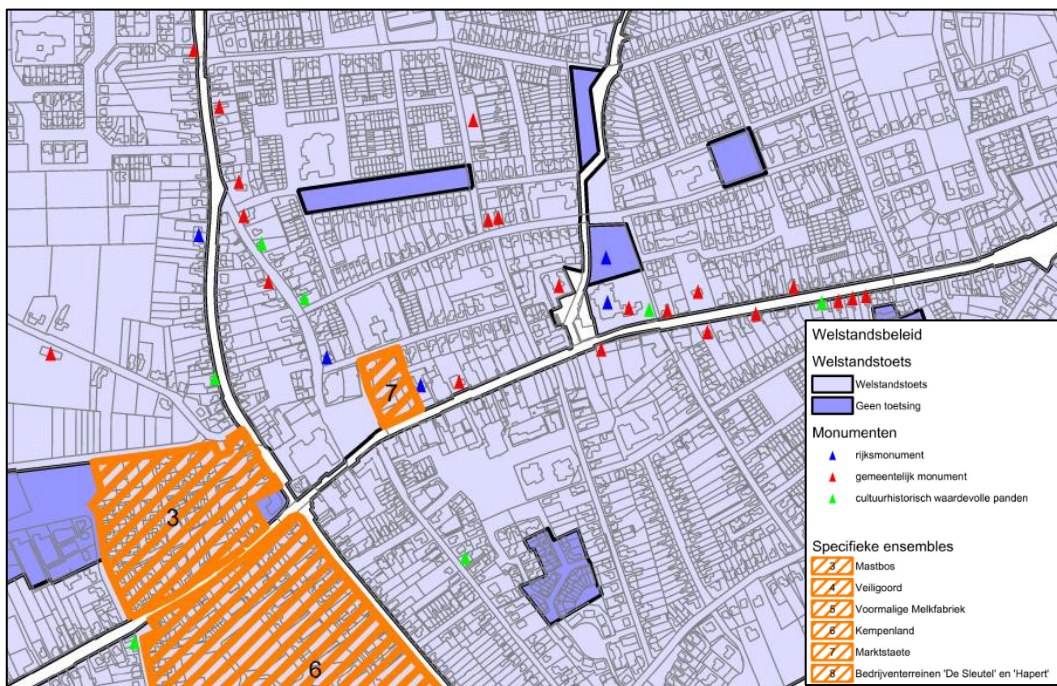 7
3
6
Welstandsbeleid
Welstandstoets
Welstandstoets
Geen toetsing
Monumenten
rijksmonument
gemeentelijk monument
cultuurhistorisch waardevolle panden
Specifieke ensembles
3 Mastbos
4 Veiligoord
5 Voormalige Melkfabriek
6 Kempenland
7 Marktstaete
8 Bedrijventerreinen 'De Sleutel' en 'Hapert'